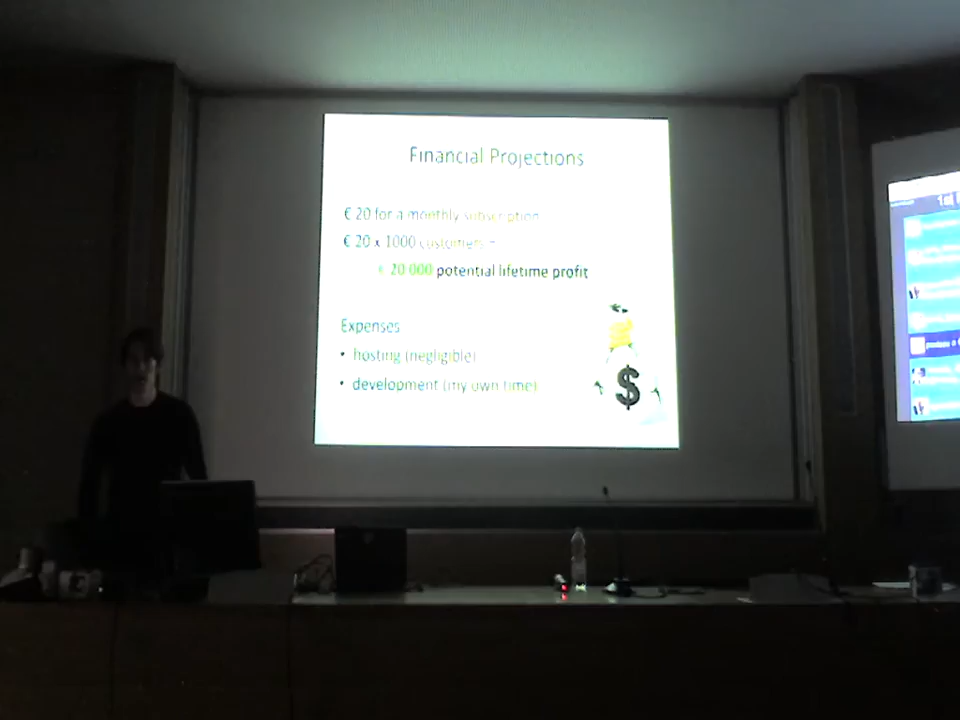 Financial Projections
€ 20 for a monthly subscription
€ 20 x 1000 customers =
€ 20 000 potential lifetime profit
Expenses
• hosting (negligible)
• development (my own time)
$
1st